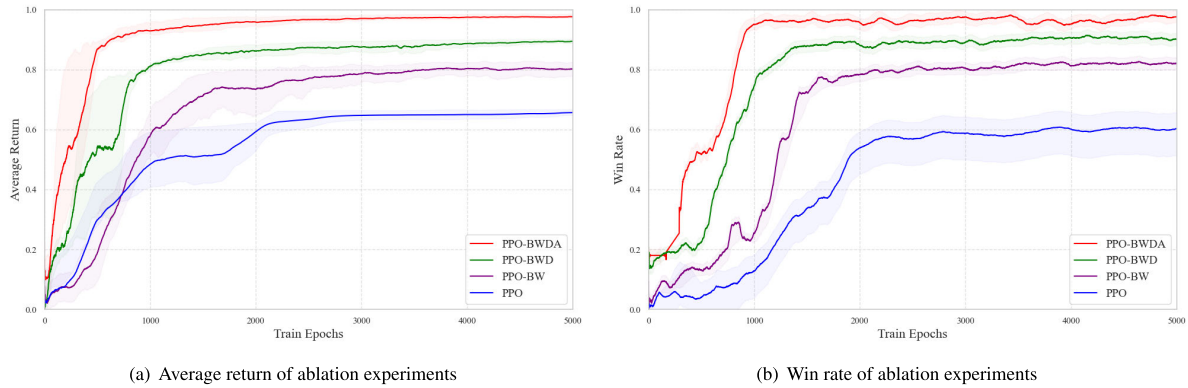 1.0
0.8
0.6
0.4
0.2
0.0
Average Return
0
1000
2000
3000
4000
5000
Train Epochs
PPO-BWDA
PPO-BWD
PPO-BW
PPO
(a) Average return of ablation experiments
1.0
0.8
0.6
0.4
0.2
0.0
Win Rate
0
1000
2000
3000
4000
5000
Train Epochs
PPO-BWDA
PPO-BWD
PPO-BW
PPO
(b) Win rate of ablation experiments